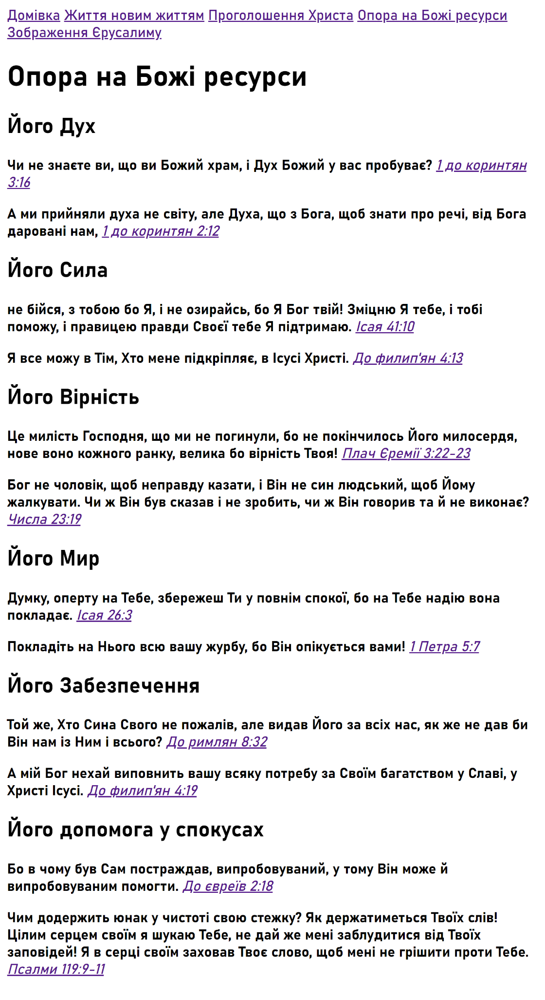 Домівка Життя новим життям Проголошення Христа Опора на Божі ресурси
Зображення Єрусалиму
Опора на Божі ресурси
Його Дух
Чи не знаєте ви, що ви Божий храм, і Дух Божий у вас пробуває? 1 до коринтян
3:16
А ми прийняли духа не світу, але Духа, що з Бога, щоб знати про речі, від Бога
даровані нам, 1 до коринтян 2:12
Його Сила
не бійся, з тобою бо Я, і не озирайсь, бо Я Бог твій! Зміцню Я тебе, і тобі
поможу, і правицею правди Своєї тебе Я підтримаю. Ісая 41:10
Я все можу в Тім, Хто мене підкріпляє, в Ісусі Христі. До филип'ян 4:13
Його Вірність
Це милість Господня, що ми не погинули, бо не покінчилось Його милосердя,
нове воно кожного ранку, велика бо вірність Твоя! Плач Єремії 3:22-23
Бог не чоловік, щоб неправду казати, і Він не син людський, щоб Йому
жалкувати. Чи ж Він був сказав і не зробить, чи ж Він говорив та й не виконає?
Числа 23:19
Його Мир
Думку, оперту на Тебе, збережеш Ти у повнім спокої, бо на Тебе надію вона
покладає. Ісая 26:3
Покладіть на Нього всю вашу журбу, бо Він опікується вами! 1 Петра 5:7
Його Забезпечення
Той же, Хто Сина Свого не пожалів, але видав Його за всіх нас, як же не дав би
Він нам із Ним і всього? До римлян 8:32
А мій Бог нехай виповнить вашу всяку потребу за Своїм багатством у Славі, у
Христі Ісусі. До филип'ян 4:19
Його допомога у спокусах
Бо в чому був Сам постраждав, випробовуваний, у тому Він може й
випробовуваним помогти. До євреїв 2:18
Чим додержить юнак у чистоті свою стежку? Як держатиметься Твоїх слів!
Цілим серцем своїм я шукаю Тебе, не дай же мені заблудитися від Твоїх
заповідей! Я в серці своїм заховав Твоє слово, щоб мені не грішити проти Тебе.
Псалми 119:9-11